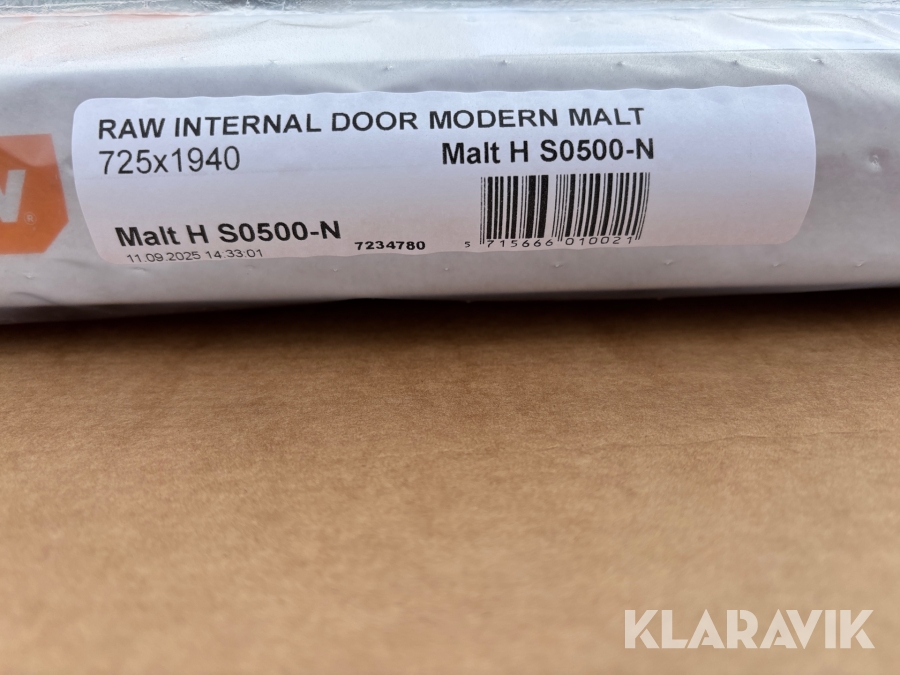 RAW INTERNAL DOOR MODERN MALT
725x1940
Malt H S0500-N
Malt H S0500-N
7234780
5 715666 010021
11.09.2025 14.33:01
W®
KLARAVIK